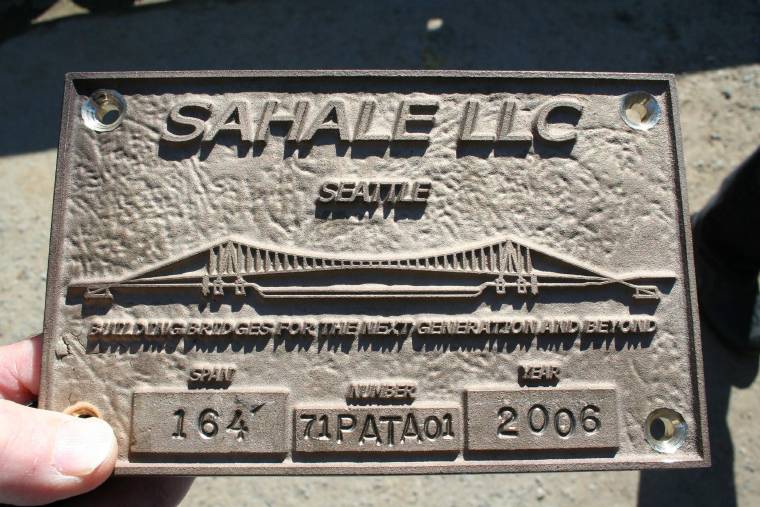 SAHALE LLC
SEATTLE
BUILDING BRIDGES FOR THE NEXT GENERATION AND BEYOND
SPAN NUMBER YEAR
164 71PATA01 2006